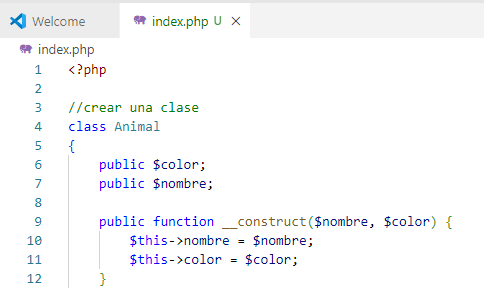 Welcome index.php U
index.php
1 <?php
2
3 //crear una clase
4 class Animal
5 {
6 public $color;
7 public $nombre;
8
9 public function __construct($nombre, $color) {
10 $this->nombre = $nombre;
11 $this->color = $color;
12 }